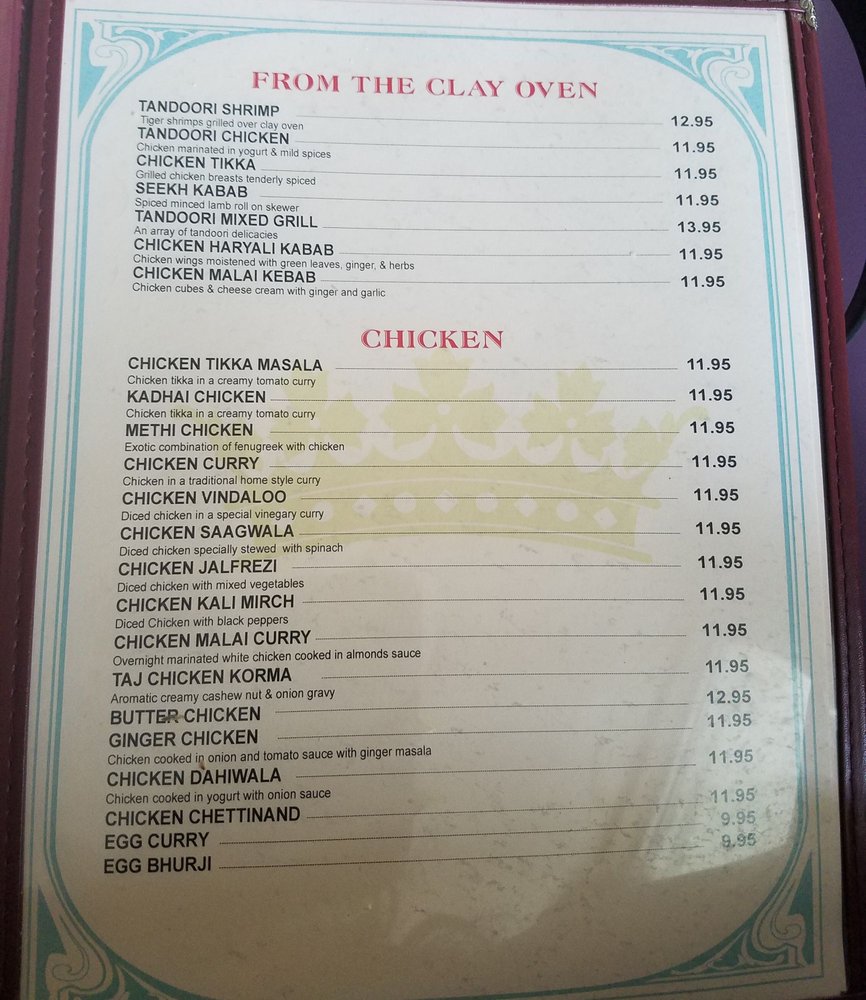 FROM THE CLAY OVEN
TANDOORI SHRIMP 12.95
Tiger shrimps grilled over clay oven
TANDOORI CHICKEN 11.95
Chicken marinated in yogurt & mild spices
CHICKEN TIKKA 11.95
Grilled chicken breasts tenderly spiced
SEEKH KABAB 11.95
Spiced minced lamb roll on skewer
TANDOORI MIXED GRILL 13.95
An array of tandoori delicacies
CHICKEN HARYALI KABAB 11.95
Chicken wings moistened with green leaves, ginger, & herbs
CHICKEN MALAI KEBAB 11.95
Chicken cubes & cheese cream with ginger and garlic
CHICKEN
CHICKEN TIKKA MASALA 11.95
Chicken tikka in a creamy tomato curry
KADHAI CHICKEN 11.95
Chicken tikka in a creamy tomato curry
METHI CHICKEN 11.95
Exotic combination of fenugreek with chicken
CHICKEN CURRY 11.95
Chicken in a traditional home style curry
CHICKEN VINDALOO 11.95
Diced chicken in a special vinegary curry
CHICKEN SAAGWALA 11.95
Diced chicken specially stewed with spinach
CHICKEN JALFREZI 11.95
Diced chicken with mixed vegetables
CHICKEN KALI MIRCH 11.95
Diced Chicken with black peppers
CHICKEN MALAI CURRY 11.95
Overnight marinated white chicken cooked in almonds sauce
TAJ CHICKEN KORMA 11.95
Aromatic creamy cashew nut & onion gravy
BUTTER CHICKEN 12.95
GINGER CHICKEN 11.95
Chicken cooked in onion and tomato sauce with ginger masala
CHICKEN DAHIWALA 11.95
Chicken cooked in yogurt with onion sauce
CHICKEN CHETTINAND 11.95
EGG CURRY 9.95
EGG BHURJI 9.95